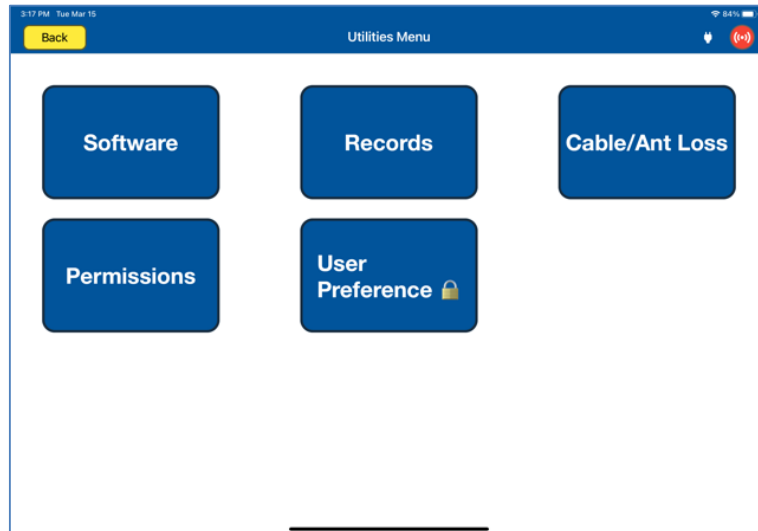 3:17 PM Tue Mar 15
84%
Back
Utilities Menu
Software
Records
Cable/Ant Loss
Permissions
User
Preference